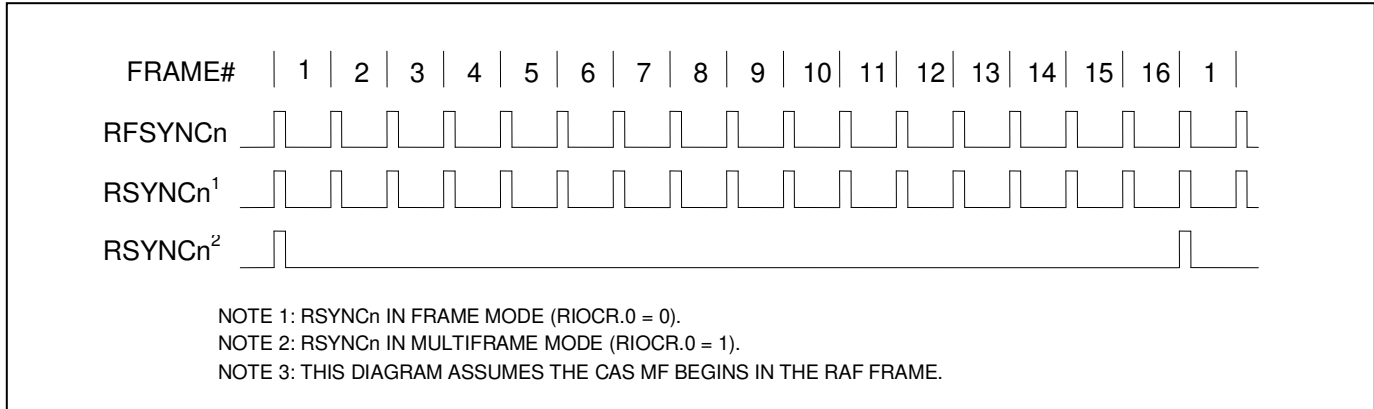 FRAME# 1 2 3 4 5 6 7 8 9 10 11 12 13 14 15 16 1
RFSYNCn
RSYNCn¹
RSYNCn²
NOTE 1: RSYNCn IN FRAME MODE (RIOCR.0 = 0).
NOTE 2: RSYNCn IN MULTIFRAME MODE (RIOCR.0 = 1).
NOTE 3: THIS DIAGRAM ASSUMES THE CAS MF BEGINS IN THE RAF FRAME.